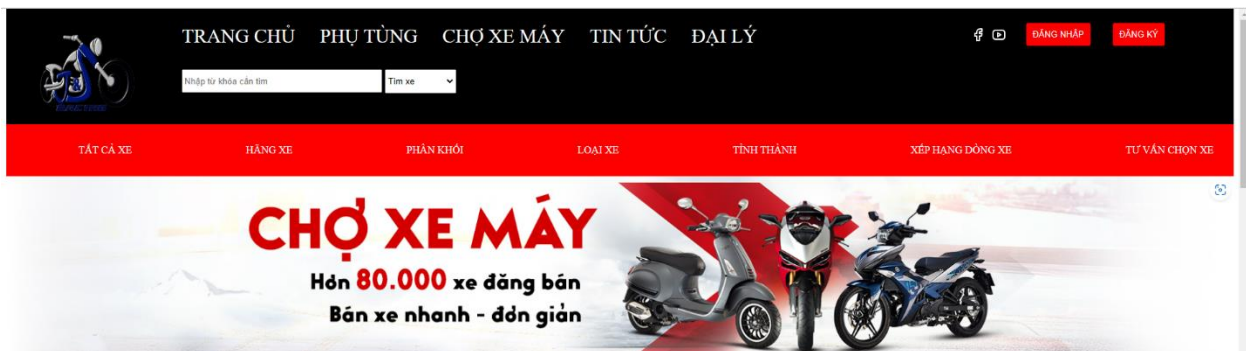 TRANG CHỦ PHỤ TÙNG CHỢ XE MÁY TIN TỨC ĐẠI LÝ
ĐĂNG NHẬP ĐĂNG KÝ
Nhập từ khóa cần tìm Tìm xe
TẤT CẢ XE HÃNG XE PHÂN KHỐI LOẠI XE TỈNH THÀNH XẾP HẠNG DÒNG XE TƯ VẤN CHỌN XE
CHỢ XE MÁY
Hơn 80.000 xe đăng bán
Bán xe nhanh - đơn giản